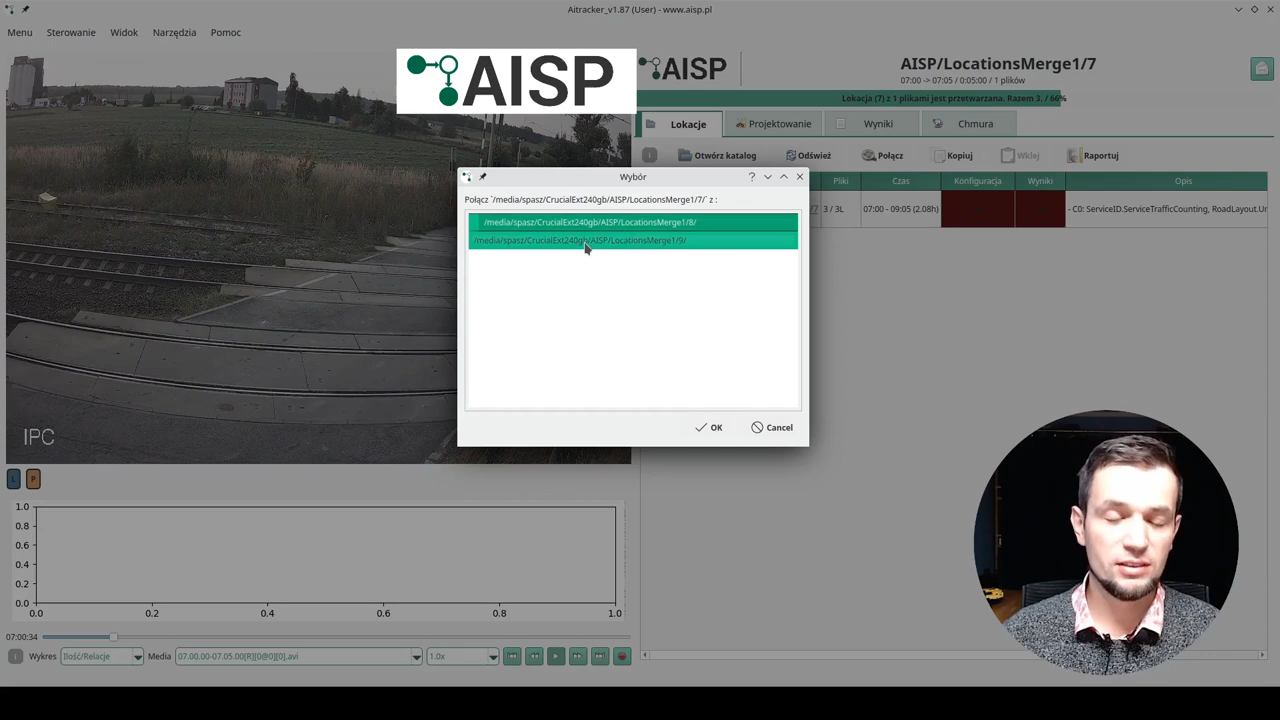 Aitracker_v1.87 (User) - www.aisp.pl
Menu Sterowanie Widok Narzędzia Pomoc
AISP
AISP
AISP/LocationsMerge1/7
07:00 -> 07:05 / 0:05:00 / 1 plików
Lokacja (7) z 1 plikami jest przetwarzana. Razem 3. / 66%
Lokacje Projektowanie Wyniki Chmura
Otwórz katalog Odśwież Połącz Kopiuj Wklej Raportuj
Pliki Czas Konfiguracja Wyniki Opis
/7/ 3 / 3L 07:00 - 09:05 (2.08h) - C0: ServiceID.ServiceTrafficCounting, RoadLayout.Ur
Wybór
Połącz `/media/spasz/CrucialExt240gb/AISP/LocationsMerge1/7/` z :
/media/spasz/CrucialExt240gb/AISP/LocationsMerge1/8/
/media/spasz/CrucialExt240gb/AISP/LocationsMerge1/9/
OK Cancel
IPC
L P
1.0
0.8
0.6
0.4
0.2
0.0
0.0 0.2 0.4 0.6 0.8 1.0
07:00:34
Wykres Ilość/Relacje Media 07.00.00-07.05.00[R][0@0][0].avi 1.0x